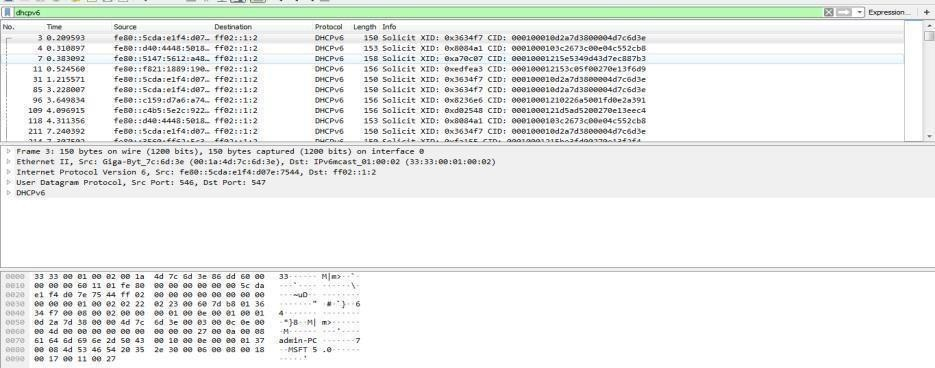 dhcpv6
Expression...
+
No. Time Source Destination Protocol Length Info
3 0.209593 fe80::5cda:e1f4:d07… ff02::1:2 DHCPv6 150 Solicit XID: 0x3634f7 CID: 000100010d2a7d3800004d7c6d3e
4 0.310897 fe80::d40:4448:5018… ff02::1:2 DHCPv6 153 Solicit XID: 0x8084a1 CID: 000100103c2673c00e04c552cb8
7 0.383092 fe80::5147:5612:a48… ff02::1:2 DHCPv6 158 Solicit XID: 0xa70c07 CID: 00010001215e5349d43d7ec887b3
11 0.524560 fe80::f821:1889:190… ff02::1:2 DHCPv6 156 Solicit XID: 0xedfea3 CID: 000100012153c05f00270e13f6d9
31 1.215571 fe80::5cda:e1f4:d07… ff02::1:2 DHCPv6 150 Solicit XID: 0x3634f7 CID: 000100010d2a7d3800004d7c6d3e
85 3.228007 fe80::5cda:e1f4:d07… ff02::1:2 DHCPv6 150 Solicit XID: 0x3634f7 CID: 000100010d2a7d3800004d7c6d3e
96 3.649834 fe80::c159:d7a6:a74… ff02::1:2 DHCPv6 156 Solicit XID: 0x8236e6 CID: 00010001210226a5001fd0e2a391
109 4.096915 fe80::c4b5:5e2c:922… ff02::1:2 DHCPv6 156 Solicit XID: 0xd02548 CID: 000100121d5ad5200270e13eec4
118 4.311356 fe80::d40:4448:5018… ff02::1:2 DHCPv6 153 Solicit XID: 0x8084a1 CID: 000100103c2673c00e04c552cb8
211 7.240392 fe80::5cda:e1f4:d07… ff02::1:2 DHCPv6 150 Solicit XID: 0x3634f7 CID: 000100010d2a7d3800004d7c6d3e
Frame 3: 150 bytes on wire (1200 bits), 150 bytes captured (1200 bits) on interface 0
Ethernet II, Src: Giga-Byt_7c:6d:3e (00:1a:4d:7c:6d:3e), Dst: IPv6mcast_01:00:02 (33:33:00:01:00:02)
Internet Protocol Version 6, Src: fe80::5cda:e1f4:d07e:7544, Dst: ff02::1:2
User Datagram Protocol, Src Port: 546, Dst Port: 547
DHCPv6
0000 33 33 00 01 00 02 00 1a 4d 7c 6d 3e 86 dd 60 00 33······ M|m>··`·
0010 00 00 00 60 11 01 fe 80 00 00 00 00 00 00 5c da ···`···· ······\·
0020 e1 f4 d0 7e 75 44 ff 02 00 00 00 00 00 00 00 00 ···~uD·· ········
0030 00 00 00 01 00 02 02 22 02 23 00 60 7d b8 01 36 ·······" ·#·`}··6
0040 34 f7 00 08 00 02 00 00 00 01 00 0e 00 01 00 01 4······· ········
0050 0d 2a 7d 38 00 00 4d 7c 6d 3e 00 03 00 0c 0e 00 ·*}8··M| m>······
0060 00 4d 00 00 00 00 00 00 00 00 00 27 00 0a 00 08 ·M······ ···'····
0070 61 64 6d 69 6e 2d 50 43 00 10 00 0e 00 00 01 37 admin-PC ·······7
0080 00 08 4d 53 46 54 20 35 2e 30 00 06 00 08 00 18 ··MSFT 5 .0······
0090 00 17 00 11 00 27 ·····'